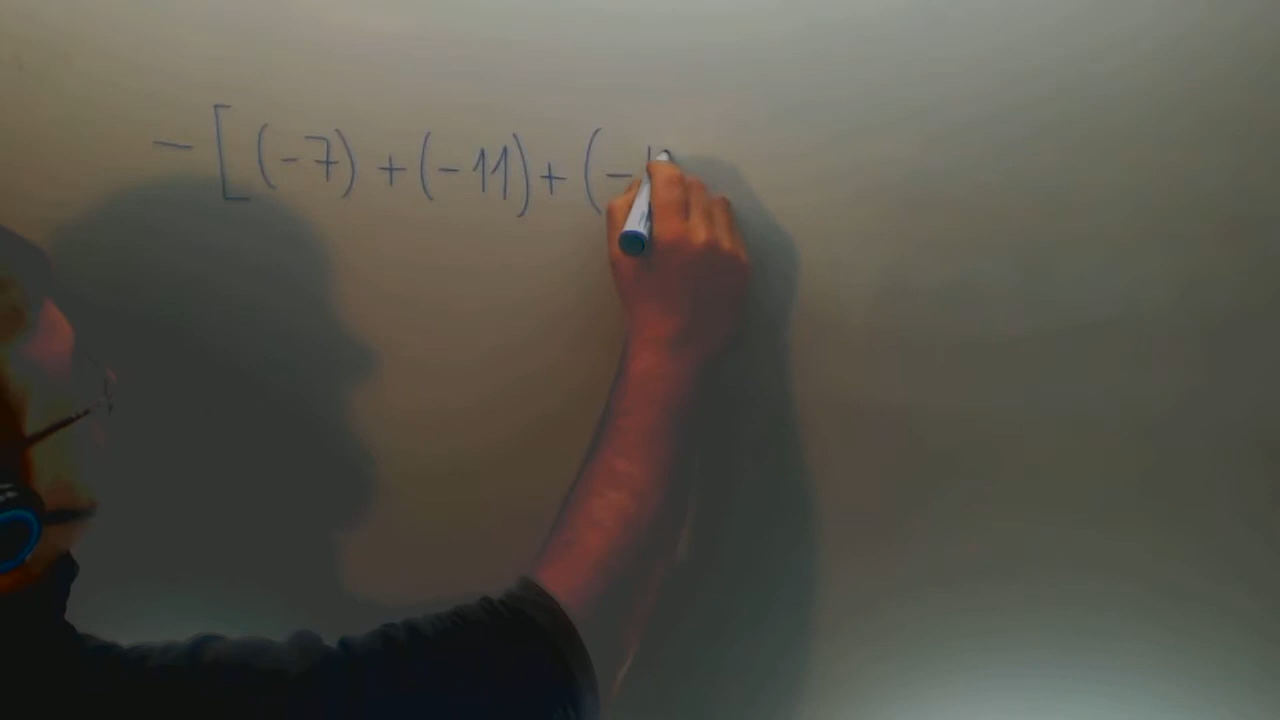 - [(-7) + (-11) + (-